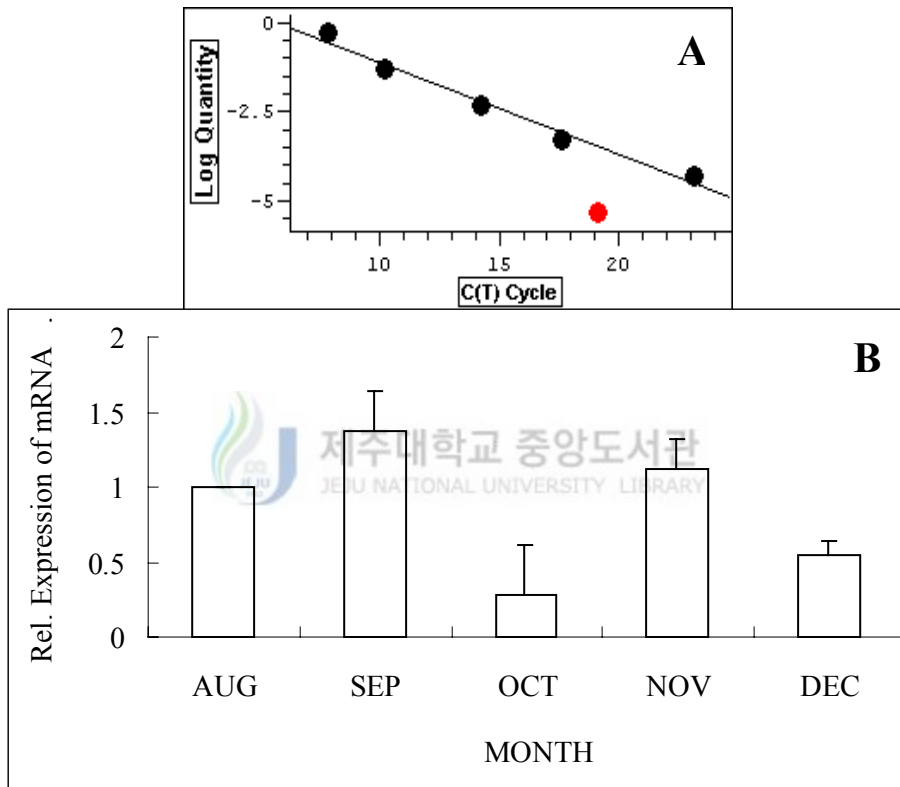 A
Log Quantity
0
-2.5
-5
10 15 20
C(T) Cycle
B
Rel. Expression of mRNA .
2
1.5
1
0.5
0
제주대학교 중앙도서관
JEJU NATIONAL UNIVERSITY LIBRARY
JEJU
AUG SEP OCT NOV DEC
MONTH